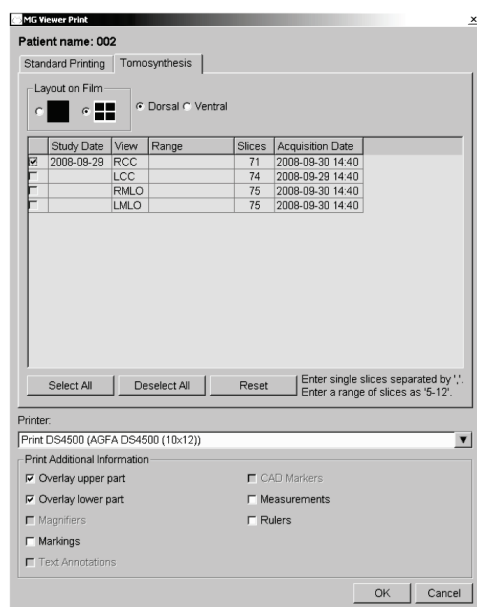 MG Viewer Print
Patient name: 002
Standard Printing Tomosynthesis
Layout on Film
Dorsal Ventral
Study Date View Range Slices Acquisition Date
2008-09-29 RCC 71 2008-09-30 14:40
LCC 74 2008-09-29 14:40
RMLO 75 2008-09-30 14:40
LMLO 75 2008-09-30 14:40
Select All Deselect All Reset Enter single slices separated by ','.
Enter a range of slices as '5-12'.
Printer:
Print DS4500 (AGFA DS4500 (10x12))
Print Additional Information
Overlay upper part CAD Markers
Overlay lower part Measurements
Magnifiers Rulers
Markings
Text Annotations
OK Cancel